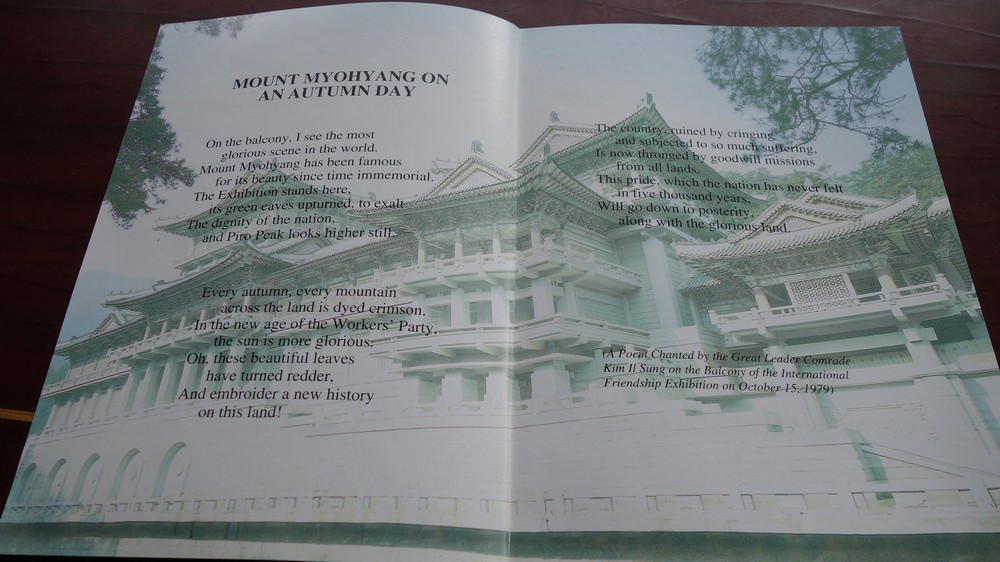 MOUNT MYOHYANG ON
AN AUTUMN DAY
On the balcony, I see the most
glorious scene in the world.
Mount Myohyang has been famous
for its beauty since time immemorial.
The Exhibition stands here,
its green eaves upturned, to exalt
The dignity of the nation,
and Piro Peak looks higher still.
Every autumn, every mountain
across the land is dyed crimson.
In the new age of the Workers' Party,
the sun is more glorious.
Oh, these beautiful leaves
have turned redder,
And embroider a new history
on this land!
The country, ruined by cringing
and subjected to so much suffering,
Is now thronged by goodwill missions
from all lands.
This pride, which the nation has never felt
in five thousand years,
Will go down to posterity,
along with the glorious land.
(A Poem Chanted by the Great Leader Comrade
Kim Il Sung on the Balcony of the International
Friendship Exhibition on October 15, 1979)